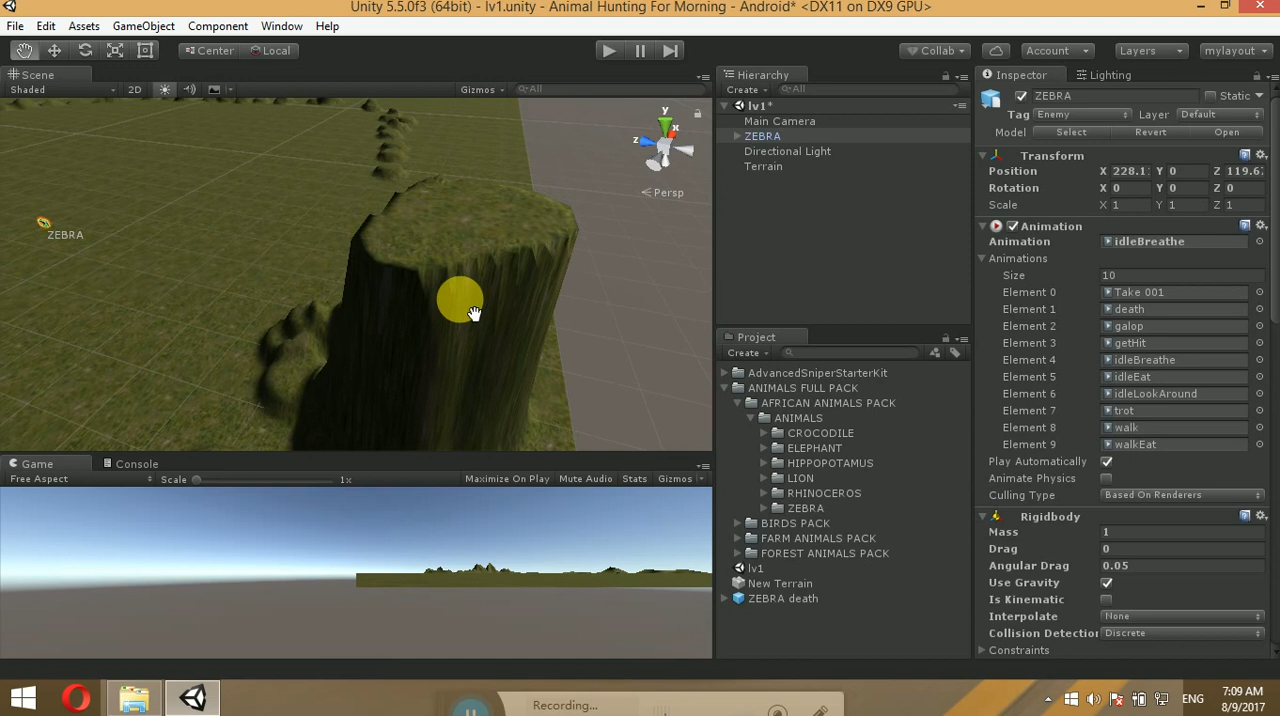 Unity 5.5.0f3 (64bit) - lv1.unity - Animal Hunting For Morning - Android* <DX11 on DX9 GPU>
File Edit Assets GameObject Component Window Help
Center Local Collab Account Layers mylayout
Scene
Shaded 2D Gizmos All
y
x
z
Persp
ZEBRA
Game Console
Free Aspect Scale 1x Maximize On Play Mute Audio Stats Gizmos
Hierarchy
Create All
lv1*
Main Camera
ZEBRA
Directional Light
Terrain
Project
Create
AdvancedSniperStarterKit
ANIMALS FULL PACK
AFRICAN ANIMALS PACK
ANIMALS
CROCODILE
ELEPHANT
HIPPOPOTAMUS
LION
RHINOCEROS
ZEBRA
BIRDS PACK
FARM ANIMALS PACK
FOREST ANIMALS PACK
lv1
New Terrain
ZEBRA death
Inspector Lighting
ZEBRA Static
Tag Enemy Layer Default
Model Select Revert Open
Transform
Position X 228.1 Y 0 Z 119.6
Rotation X 0 Y 0 Z 0
Scale X 1 Y 1 Z 1
Animation
Animation idleBreathe
Animations
Size 10
Element 0 Take 001
Element 1 death
Element 2 galop
Element 3 getHit
Element 4 idleBreathe
Element 5 idleEat
Element 6 idleLookAround
Element 7 trot
Element 8 walk
Element 9 walkEat
Play Automatically
Animate Physics
Culling Type Based On Renderers
Rigidbody
Mass 1
Drag 0
Angular Drag 0.05
Use Gravity
Is Kinematic
Interpolate None
Collision Detection Discrete
Constraints
Recording...
ENG
7:09 AM
8/9/2017